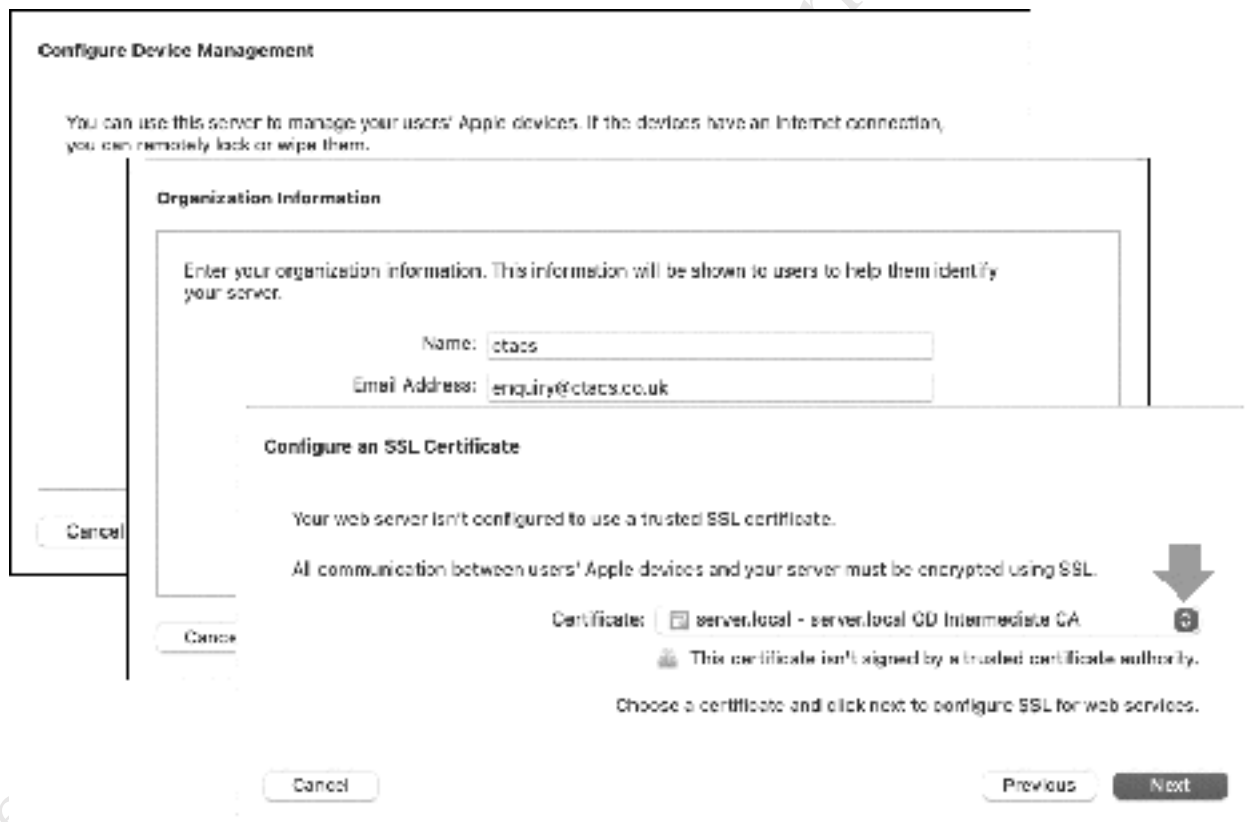 Configure Device Management
You can use this server to manage your users' Apple devices. If the devices have an Internet connection,
you can remotely lock or wipe them.
Organization Information
Enter your organization information. This information will be shown to users to help them identify
your server.
Name: ctacs
Email Address: enquiry@ctacs.co.uk
Configure an SSL Certificate
Your web server isn't configured to use a trusted SSL certificate.
Cancel
All communication between users' Apple devices and your server must be encrypted using SSL.
Certificate: server.local - server.local OD Intermediate CA
Cance
This certificate isn't signed by a trusted certificate authority.
Choose a certificate and click next to configure SSL for web services.
Cancel Previous Next